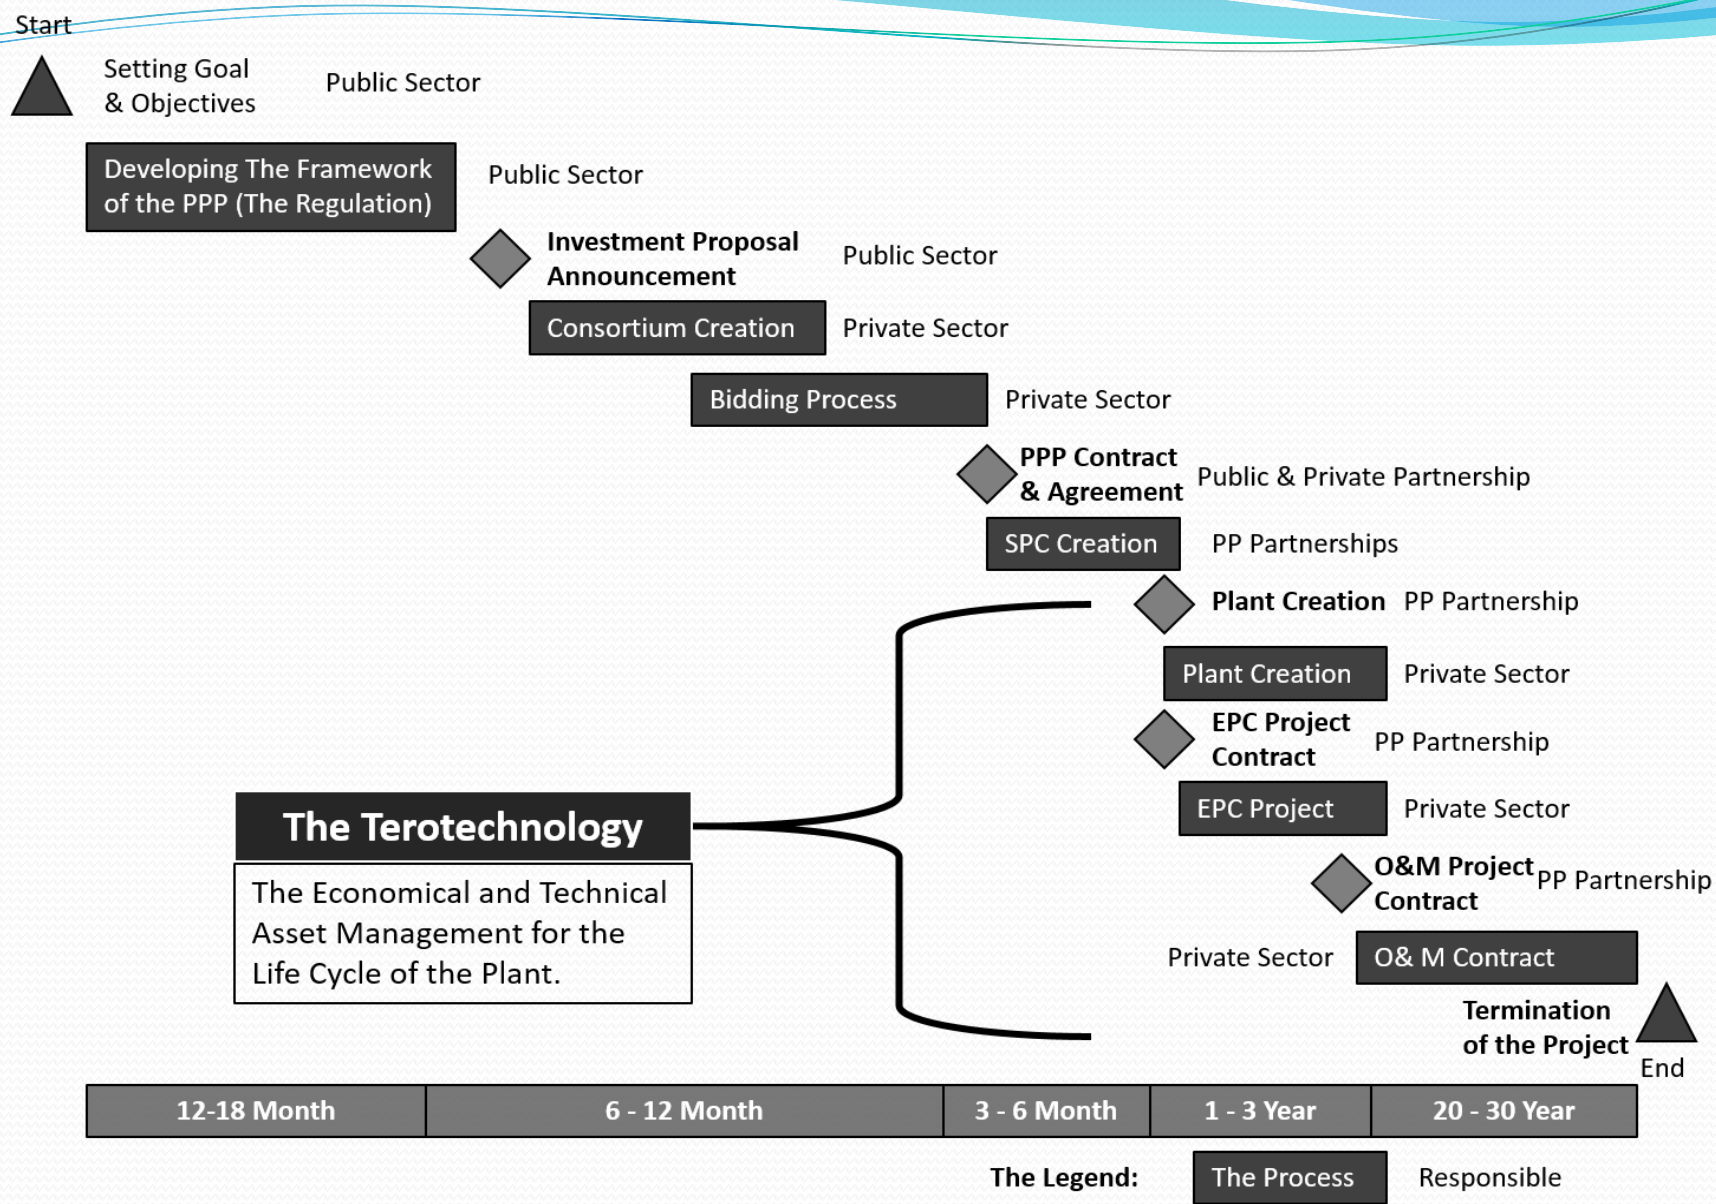 Start
Setting Goal
& Objectives
Public Sector
Developing The Framework
of the PPP (The Regulation)
Public Sector
Investment Proposal
Announcement
Public Sector
Consortium Creation
Private Sector
Bidding Process
Private Sector
PPP Contract
& Agreement
Public & Private Partnership
SPC Creation
PP Partnerships
Plant Creation
PP Partnership
Plant Creation
Private Sector
EPC Project
Contract
PP Partnership
EPC Project
Private Sector
The Terotechnology
The Economical and Technical
Asset Management for the
Life Cycle of the Plant.
O&M Project
Contract
PP Partnership
Private Sector
O& M Contract
Termination
of the Project
End
12-18 Month
6 - 12 Month
3 - 6 Month
1 - 3 Year
20 - 30 Year
The Legend:
The Process
Responsible